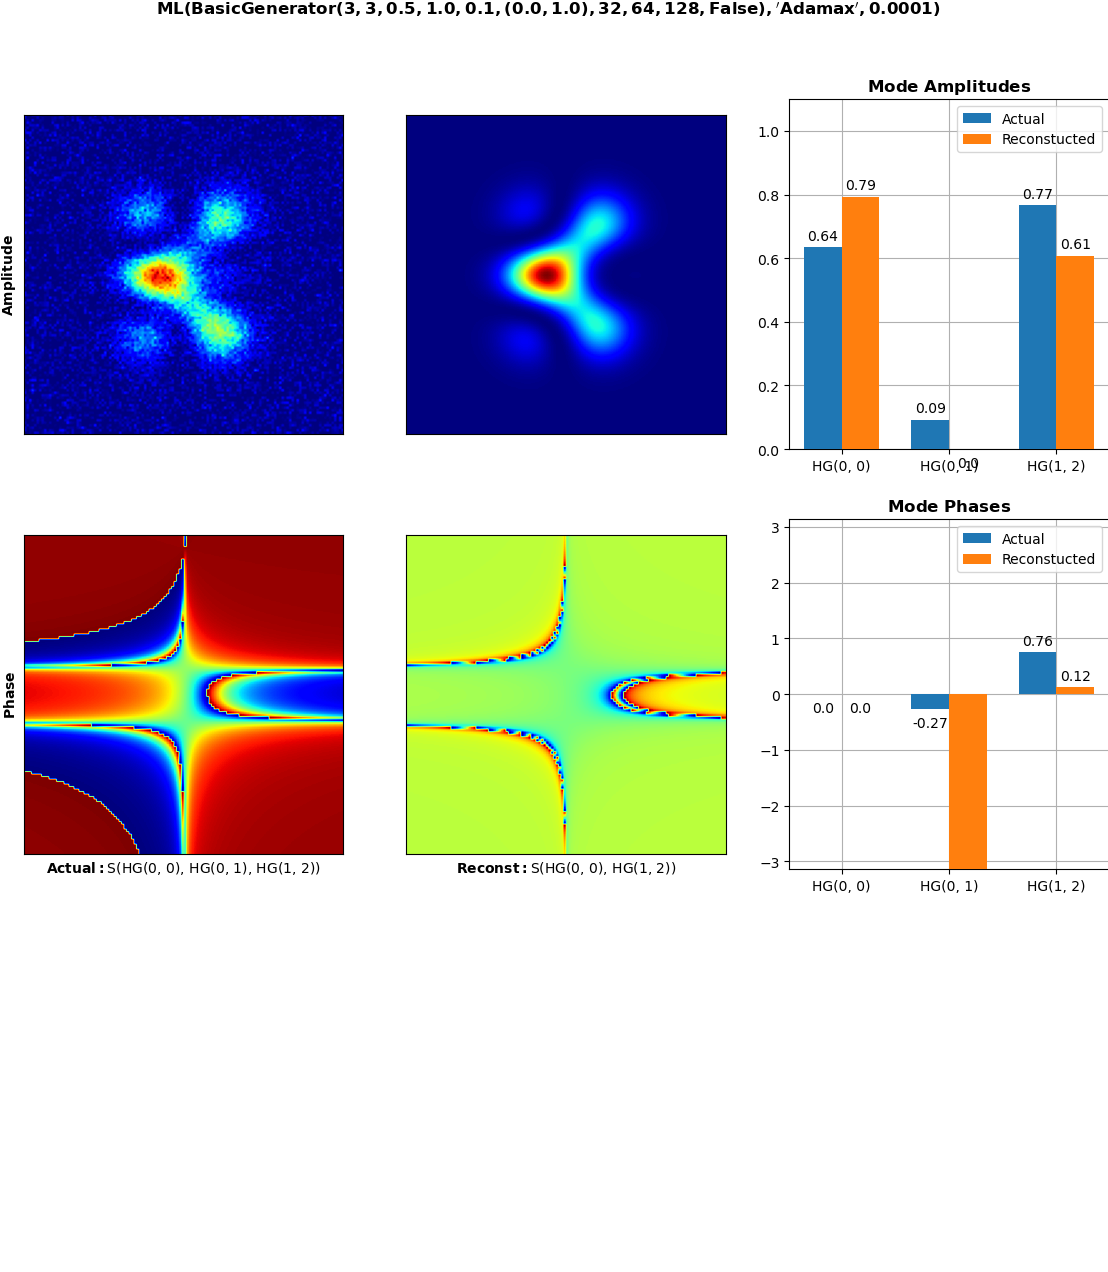 ML(BasicGenerator(3, 3, 0.5, 1.0, 0.1, (0.0, 1.0), 32, 64, 128, False), ′Adamax′, 0.0001)
Amplitude
Mode Amplitudes
Actual
Reconstucted
1.0
0.8
0.6
0.4
0.2
0.0
0.64
0.79
0.09
0.0
0.77
0.61
HG(0, 0)
HG(0, 1)
HG(1, 2)
Phase
Actual: S(HG(0, 0), HG(0, 1), HG(1, 2))
Reconst: S(HG(0, 0), HG(1, 2))
Mode Phases
Actual
Reconstucted
3
2
1
0
−1
−2
−3
0.0
0.0
-0.27
0.76
0.12
HG(0, 0)
HG(0, 1)
HG(1, 2)